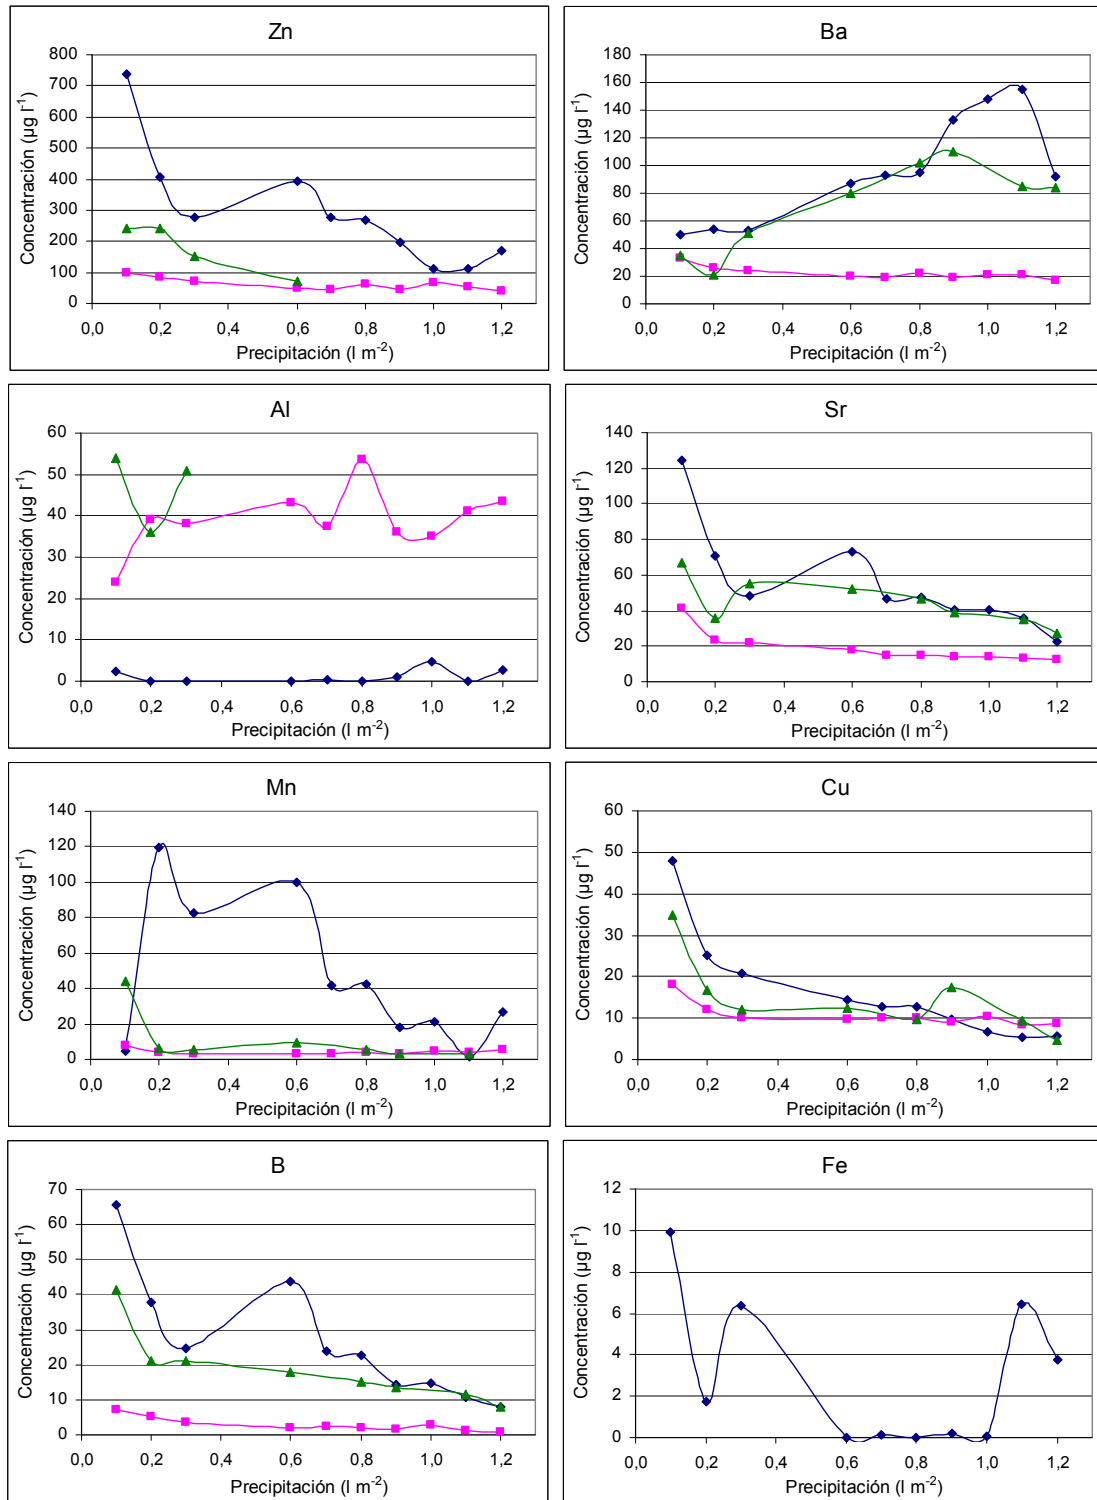 Zn
Concentración (µg l-1)
800
700
600
500
400
300
200
100
0
0,0 0,2 0,4 0,6 0,8 1,0 1,2
Precipitación (l m-2)
Ba
Concentración (µg l-1)
180
160
140
120
100
80
60
40
20
0
0,0 0,2 0,4 0,6 0,8 1,0 1,2
Precipitación (l m-2)
Al
Concentración (µg l-1)
60
50
40
30
20
10
0
0,0 0,2 0,4 0,6 0,8 1,0 1,2
Precipitación (l m-2)
Sr
Concentración (µg l-1)
140
120
100
80
60
40
20
0
0,0 0,2 0,4 0,6 0,8 1,0 1,2
Precipitación (l m-2)
Mn
Concentración (µg l-1)
140
120
100
80
60
40
20
0
0,0 0,2 0,4 0,6 0,8 1,0 1,2
Precipitación (l m-2)
Cu
Concentración (µg l-1)
60
50
40
30
20
10
0
0,0 0,2 0,4 0,6 0,8 1,0 1,2
Precipitación (l m-2)
B
Concentración (µg l-1)
70
60
50
40
30
20
10
0
0,0 0,2 0,4 0,6 0,8 1,0 1,2
Precipitación (l m-2)
Fe
Concentración (µg l-1)
12
10
8
6
4
2
0
0,0 0,2 0,4 0,6 0,8 1,0 1,2
Precipitación (l m-2)